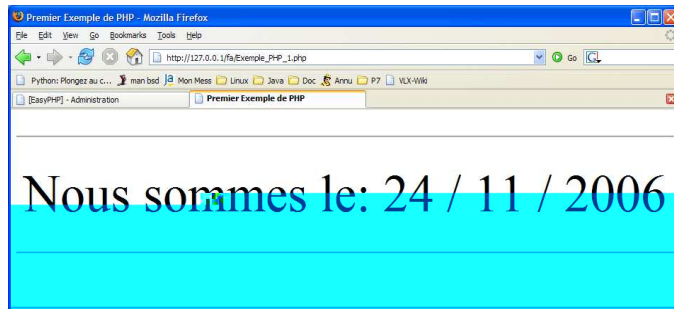 Premier Exemple de PHP - Mozilla Firefox
File Edit View Go Bookmarks Tools Help
http://127.0.0.1/fa/Exemple_PHP_1.php Go G
Python: Plongez au c... man bsd Mon Mess Linux Java Doc Annu P7 VLX-Wiki
[EasyPHP] - Administration Premier Exemple de PHP
Nous sommes le: 24 / 11 / 2006